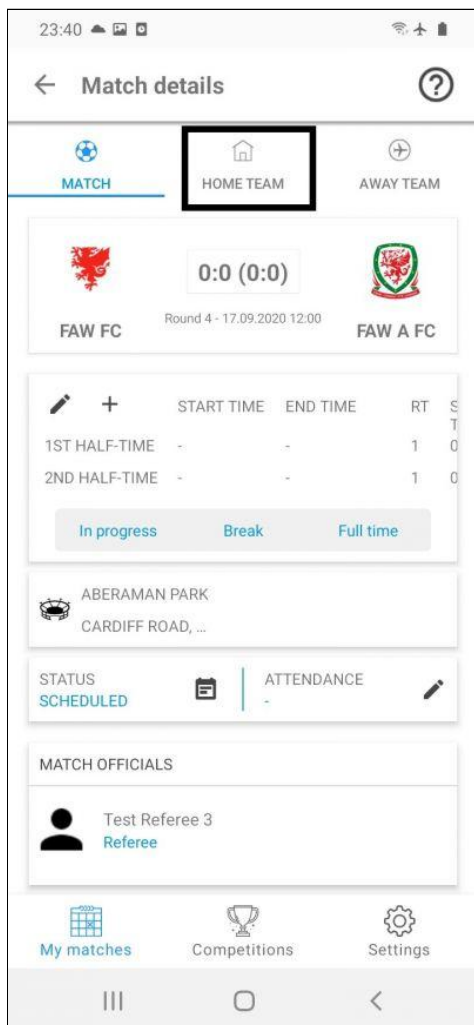 23:40
Match details
MATCH HOME TEAM AWAY TEAM
0:0 (0:0)
Round 4 - 17.09.2020 12:00
FAW FC FAW A FC
START TIME END TIME RT S
T
1ST HALF-TIME - - 1 0
2ND HALF-TIME - - 1 0
In progress Break Full time
ABERAMAN PARK
CARDIFF ROAD, ...
STATUS ATTENDANCE
SCHEDULED -
MATCH OFFICIALS
Test Referee 3
Referee
My matches Competitions Settings